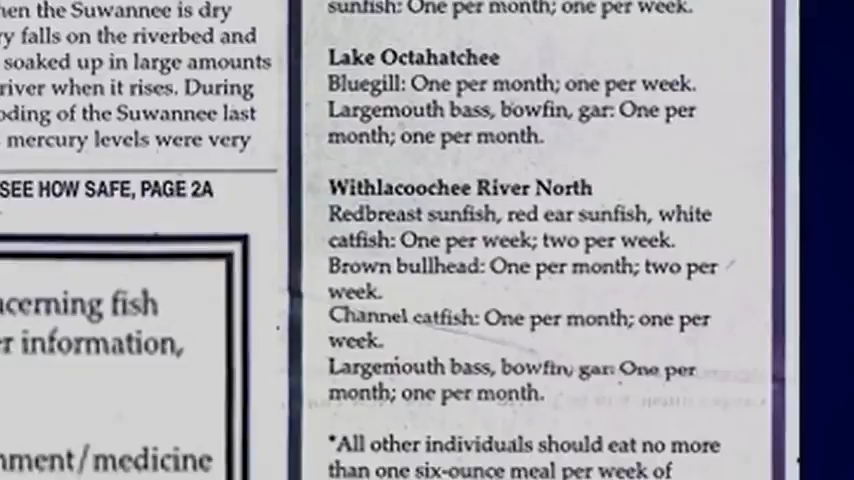 hen the Suwannee is dry
y falls on the riverbed and
soaked up in large amounts
river when it rises. During
oding of the Suwannee last
mercury levels were very
SEE HOW SAFE, PAGE 2A
ncerning fish
r information,
nment/medicine
sunfish: One per month; one per week.
Lake Octahatchee
Bluegill: One per month; one per week.
Largemouth bass, bowfin, gar: One per
month; one per month.
Withlacoochee River North
Redbreast sunfish, red ear sunfish, white
catfish: One per week; two per week.
Brown bullhead: One per month; two per
week.
Channel catfish: One per month; one per
week.
Largemouth bass, bowfin, gar: One per
month; one per month.
*All other individuals should eat no more
than one six-ounce meal per week of